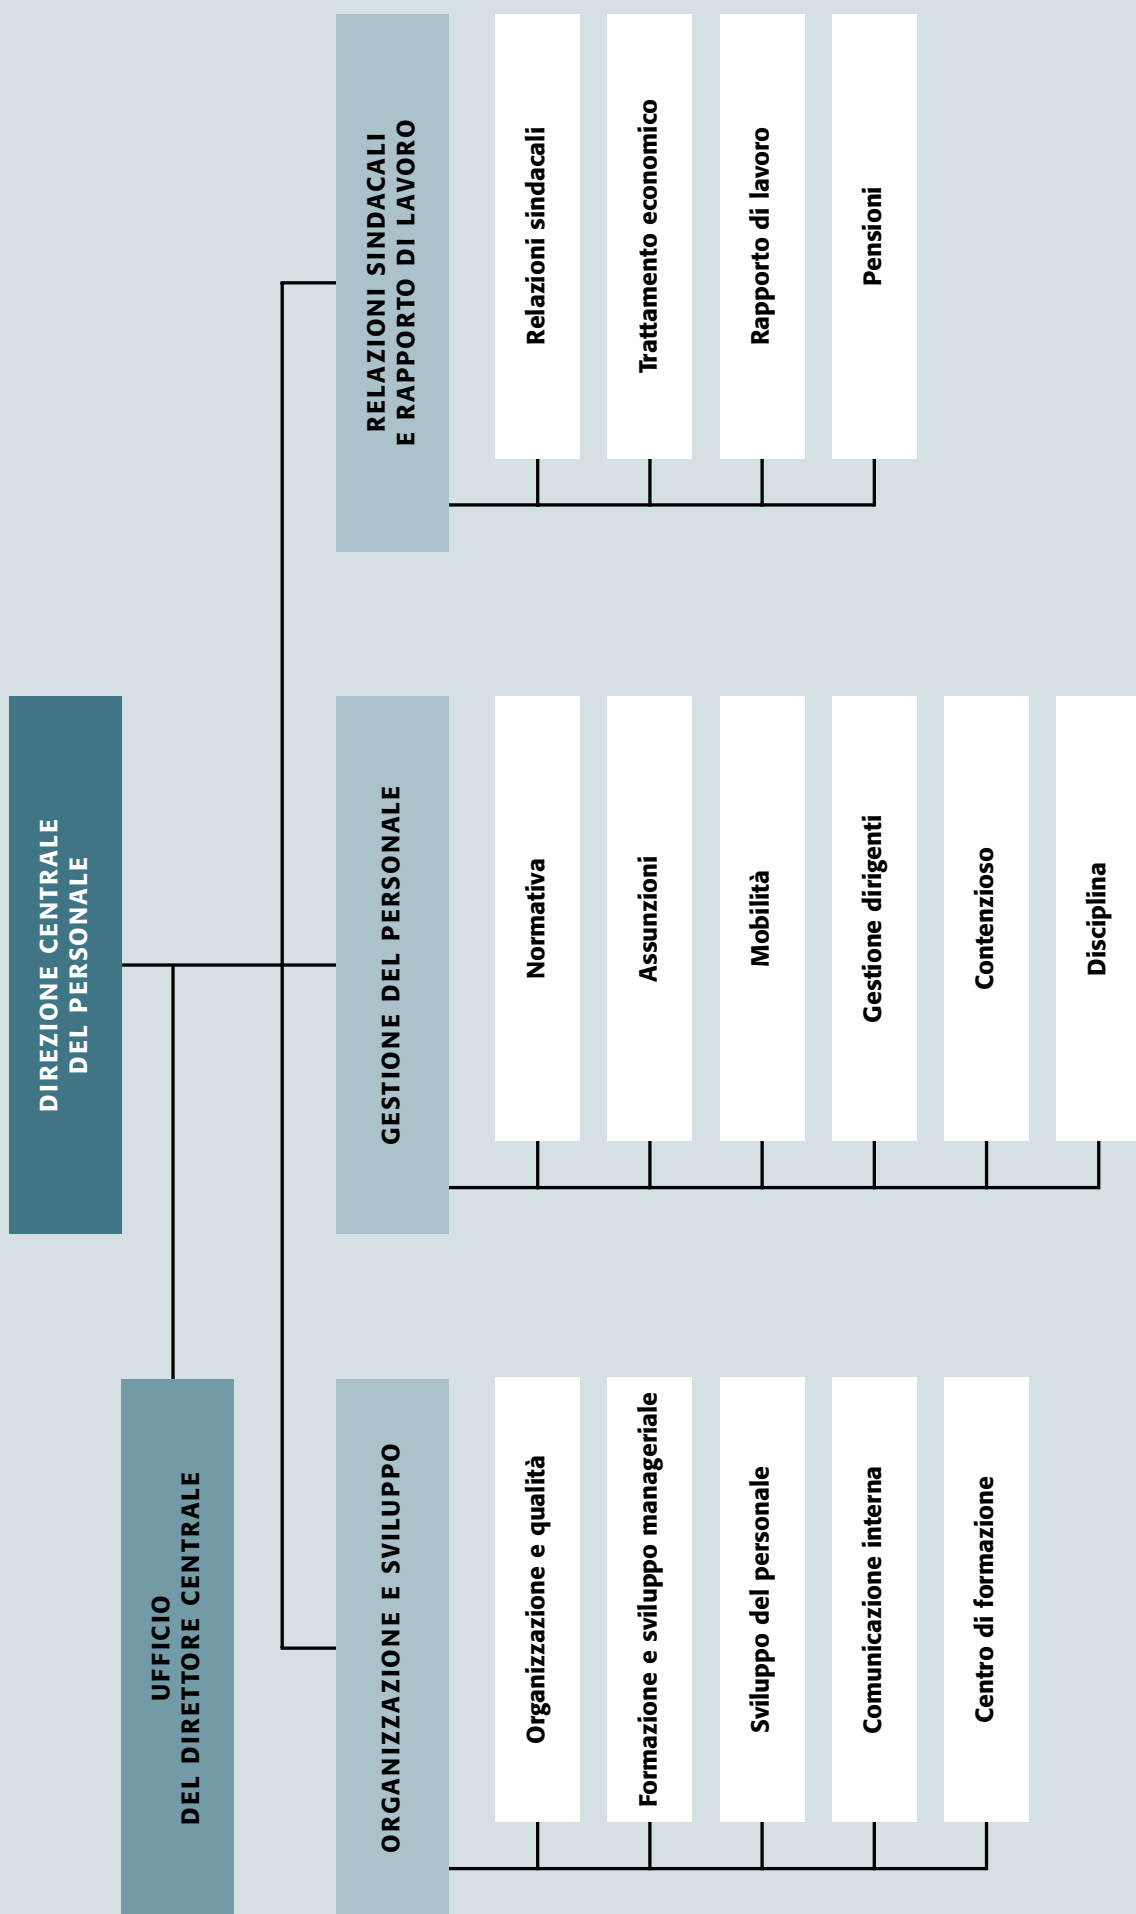 DIREZIONE CENTRALE
DEL PERSONALE
UFFICIO
DEL DIRETTORE CENTRALE
ORGANIZZAZIONE E SVILUPPO
Organizzazione e qualità
Formazione e sviluppo manageriale
Sviluppo del personale
Comunicazione interna
Centro di formazione
GESTIONE DEL PERSONALE
Normativa
Assunzioni
Mobilità
Gestione dirigenti
Contenzioso
Disciplina
RELAZIONI SINDACALI
E RAPPORTO DI LAVORO
Relazioni sindacali
Trattamento economico
Rapporto di lavoro
Pensioni